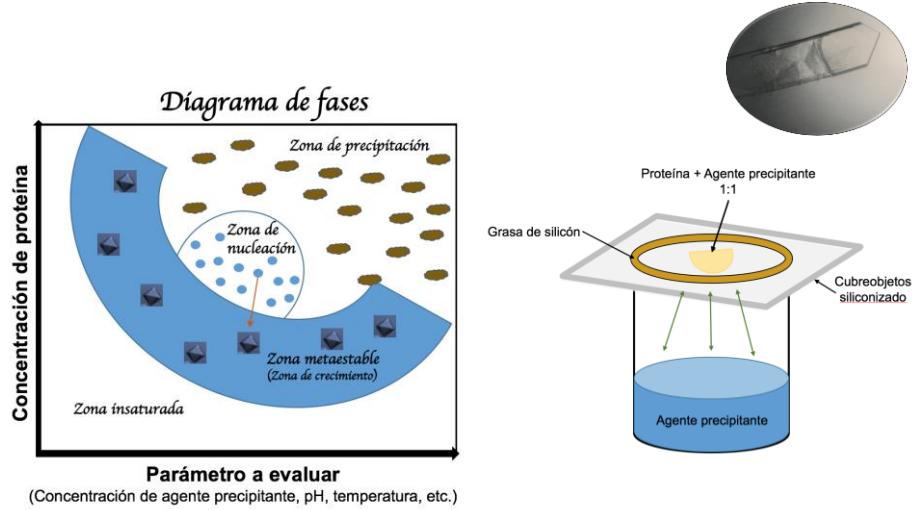 Diagrama de fases
Concentración de proteína
Zona de precipitación
Zona de
nucleación
Zona metaestable
(Zona de crecimiento)
Zona insaturada
Parámetro a evaluar
(Concentración de agente precipitante, pH, temperatura, etc.)
Proteína + Agente precipitante
1:1
Grasa de silicón
Cubreobjetos
siliconizado
Agente precipitante